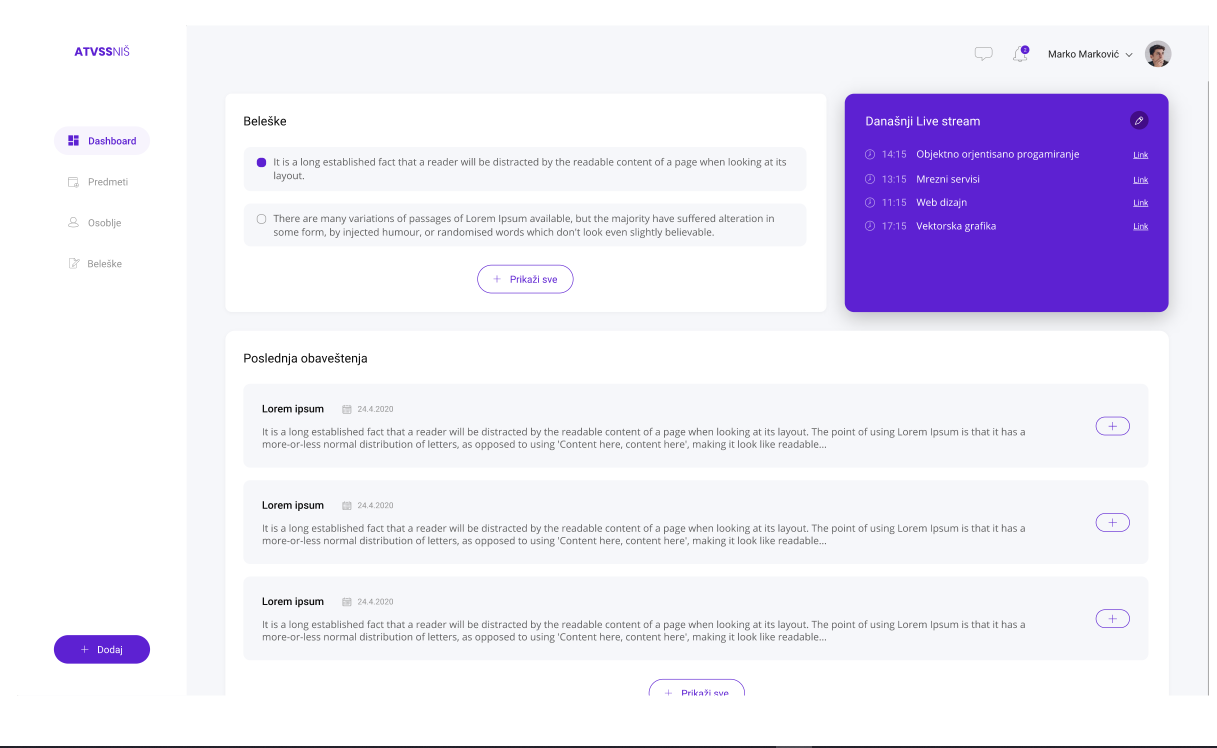 ATVSSNIŠ
2
Marko Marković
Dashboard
Predmeti
Osoblje
Beleške
+ Dodaj
Beleške
It is a long established fact that a reader will be distracted by the readable content of a page when looking at its
layout.
There are many variations of passages of Lorem Ipsum available, but the majority have suffered alteration in
some form, by injected humour, or randomised words which don't look even slightly believable.
+ Prikaži sve
Današnji Live stream
14:15 Objektno orjentisano progamiranje Link
13:15 Mrezni servisi Link
11:15 Web dizajn Link
17:15 Vektorska grafika Link
Poslednja obaveštenja
Lorem ipsum 24.4.2020
It is a long established fact that a reader will be distracted by the readable content of a page when looking at its layout. The point of using Lorem Ipsum is that it has a
more-or-less normal distribution of letters, as opposed to using 'Content here, content here', making it look like readable...
+
Lorem ipsum 24.4.2020
It is a long established fact that a reader will be distracted by the readable content of a page when looking at its layout. The point of using Lorem Ipsum is that it has a
more-or-less normal distribution of letters, as opposed to using 'Content here, content here', making it look like readable...
+
Lorem ipsum 24.4.2020
It is a long established fact that a reader will be distracted by the readable content of a page when looking at its layout. The point of using Lorem Ipsum is that it has a
more-or-less normal distribution of letters, as opposed to using 'Content here, content here', making it look like readable...
+
+ Prikaži sve